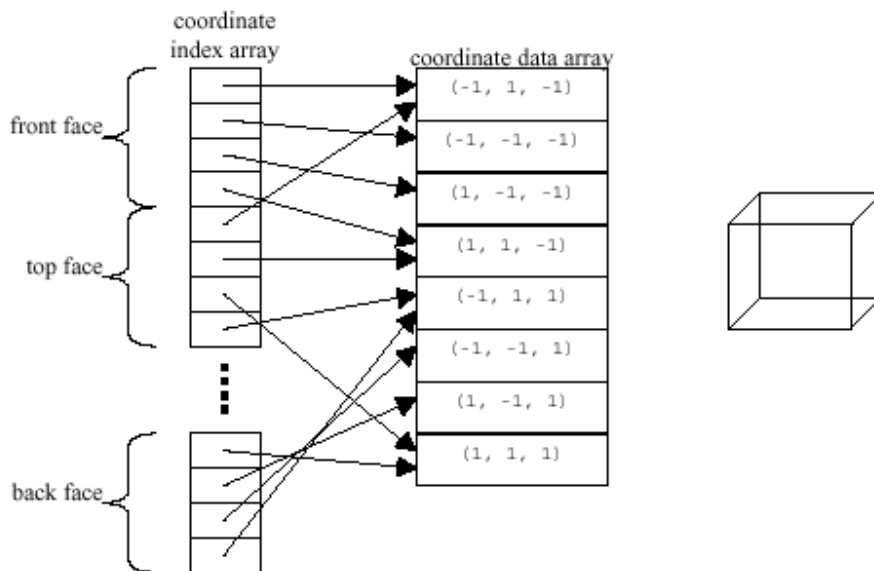 coordinate
index array
coordinate data array
front face
top face
back face
(-1, 1, -1)
(-1, -1, -1)
(1, -1, -1)
(1, 1, -1)
(-1, 1, 1)
(-1, -1, 1)
(1, -1, 1)
(1, 1, 1)